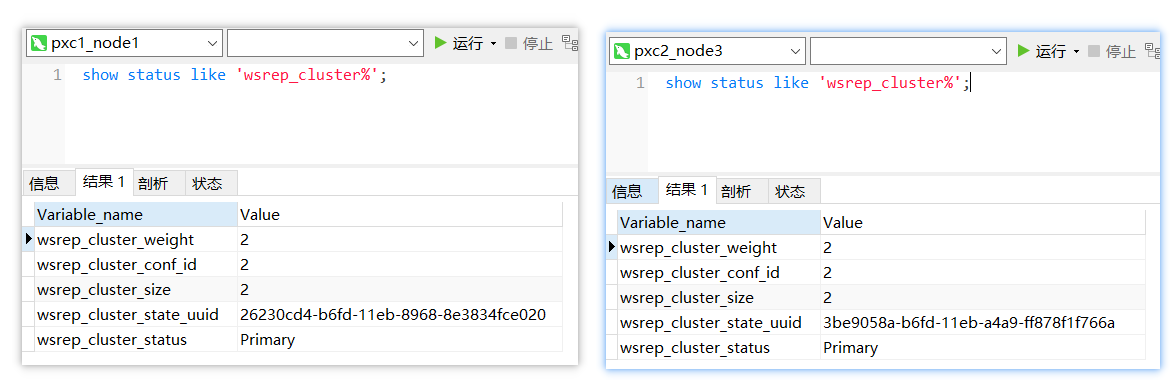 pxc1_node1 运行 停止
1 show status like 'wsrep_cluster%';
信息 结果 1 剖析 状态
Variable_name Value
wsrep_cluster_weight 2
wsrep_cluster_conf_id 2
wsrep_cluster_size 2
wsrep_cluster_state_uuid 26230cd4-b6fd-11eb-8968-8e3834fce020
wsrep_cluster_status Primary
pxc2_node3 运行 停止
1 show status like 'wsrep_cluster%';
信息 结果 1 剖析 状态
Variable_name Value
wsrep_cluster_weight 2
wsrep_cluster_conf_id 2
wsrep_cluster_size 2
wsrep_cluster_state_uuid 3be9058a-b6fd-11eb-a4a9-ff878f1f766a
wsrep_cluster_status Primary